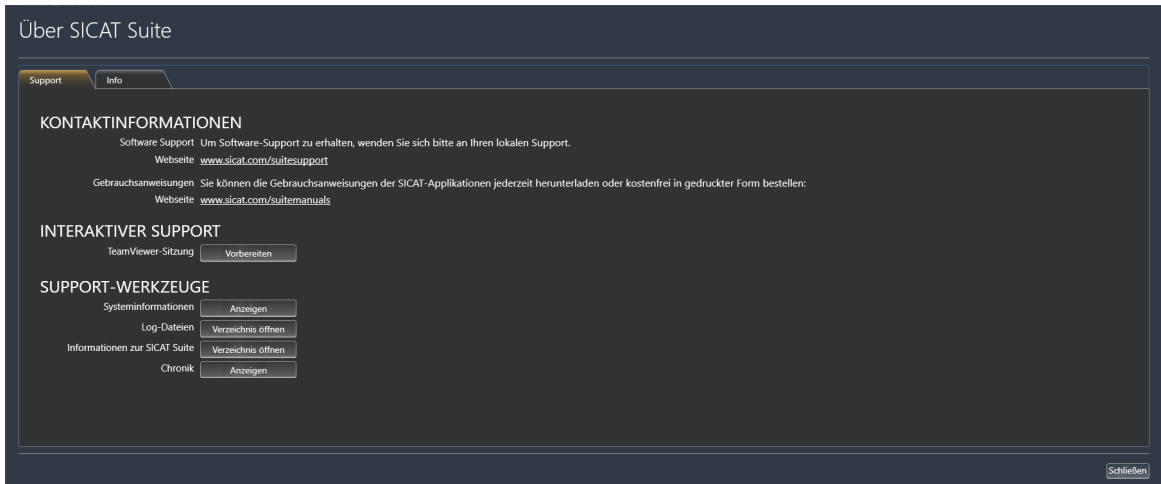 Über SICAT Suite
Support
Info
KONTAKTINFORMATIONEN
Software Support Um Software-Support zu erhalten, wenden Sie sich bitte an Ihren lokalen Support.
Webseite www.sicat.com/suitesupport
Gebrauchsanweisungen Sie können die Gebrauchsanweisungen der SICAT-Applikationen jederzeit herunterladen oder kostenfrei in gedruckter Form bestellen:
Webseite www.sicat.com/suitemanuals
INTERAKTIVER SUPPORT
TeamViewer-Sitzung Vorbereiten
SUPPORT-WERKZEUGE
Systeminformationen Anzeigen
Log-Dateien Verzeichnis öffnen
Informationen zur SICAT Suite Verzeichnis öffnen
Chronik Anzeigen
Schließen